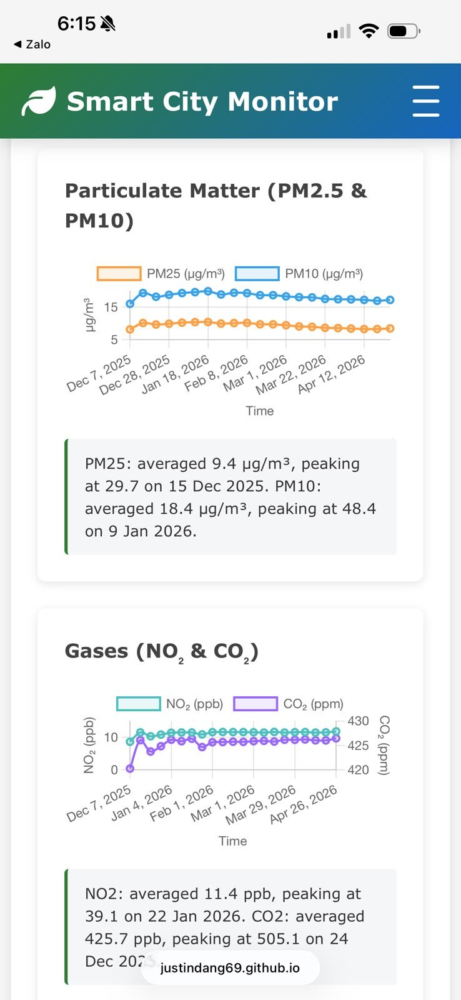 6:15
◀ Zalo
Smart City Monitor
Particulate Matter (PM2.5 &
PM10)
PM25 (µg/m³) PM10 (µg/m³)
µg/m³
15
5
Dec 7, 2025
Dec 28, 2025
Jan 18, 2026
Feb 8, 2026
Mar 1, 2026
Mar 22, 2026
Apr 12, 2026
Time
PM25: averaged 9.4 µg/m³, peaking
at 29.7 on 15 Dec 2025. PM10:
averaged 18.4 µg/m³, peaking at 48.4
on 9 Jan 2026.
Gases (NO₂ & CO₂)
NO₂ (ppb) CO₂ (ppm)
NO₂ (ppb)
10
0
430
425
420
CO₂ (ppm)
Dec 7, 2025
Jan 4, 2026
Feb 1, 2026
Mar 1, 2026
Mar 29, 2026
Apr 26, 2026
Time
NO2: averaged 11.4 ppb, peaking at
39.1 on 22 Jan 2026. CO2: averaged
425.7 ppb, peaking at 505.1 on 24
Dec
justindang69.github.io